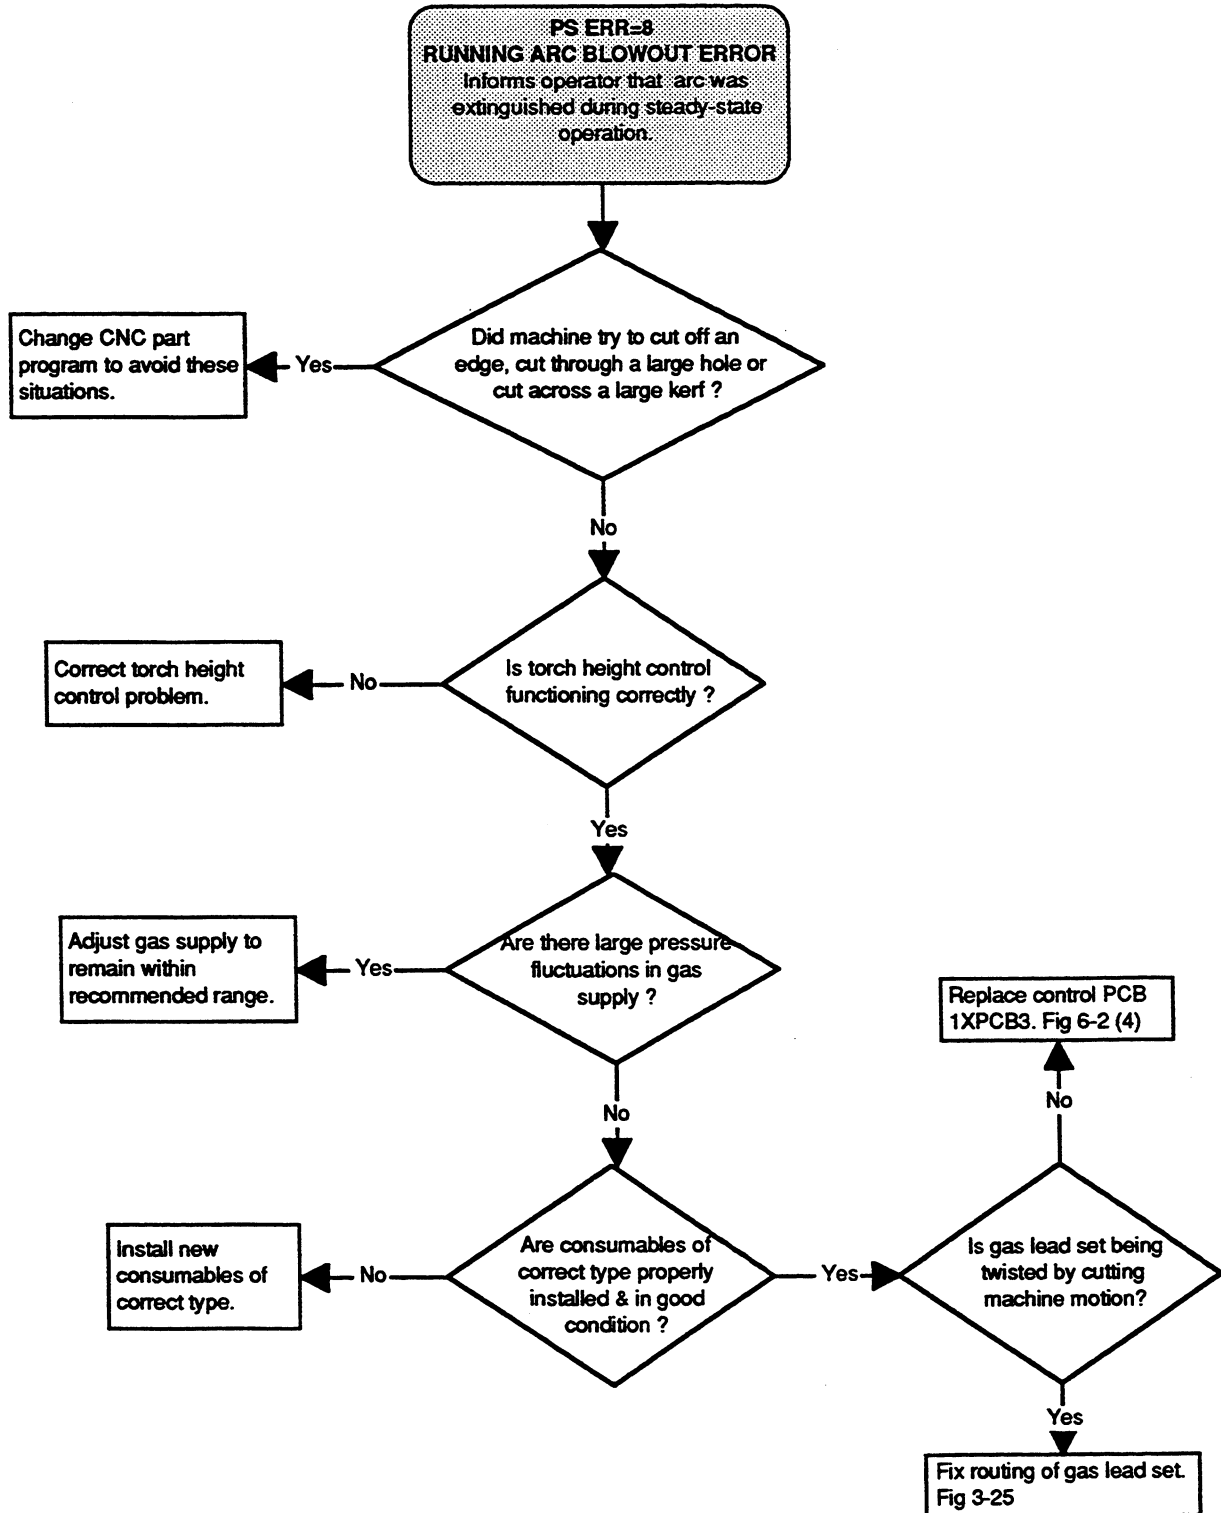 PS ERR=8
RUNNING ARC BLOWOUT ERROR
Informs operator that arc was
extinguished during steady-state
operation.
Did machine try to cut off an
edge, cut through a large hole or
cut across a large kerf ?
Yes
Change CNC part
program to avoid these
situations.
No
Is torch height control
functioning correctly ?
No
Correct torch height
control problem.
Yes
Are there large pressure
fluctuations in gas
supply ?
Yes
Adjust gas supply to
remain within
recommended range.
No
Are consumables of
correct type properly
installed & in good
condition ?
No
Install new
consumables of
correct type.
Yes
Is gas lead set being
twisted by cutting
machine motion?
No
Replace control PCB
1XPCB3. Fig 6-2 (4)
Yes
Fix routing of gas lead set.
Fig 3-25